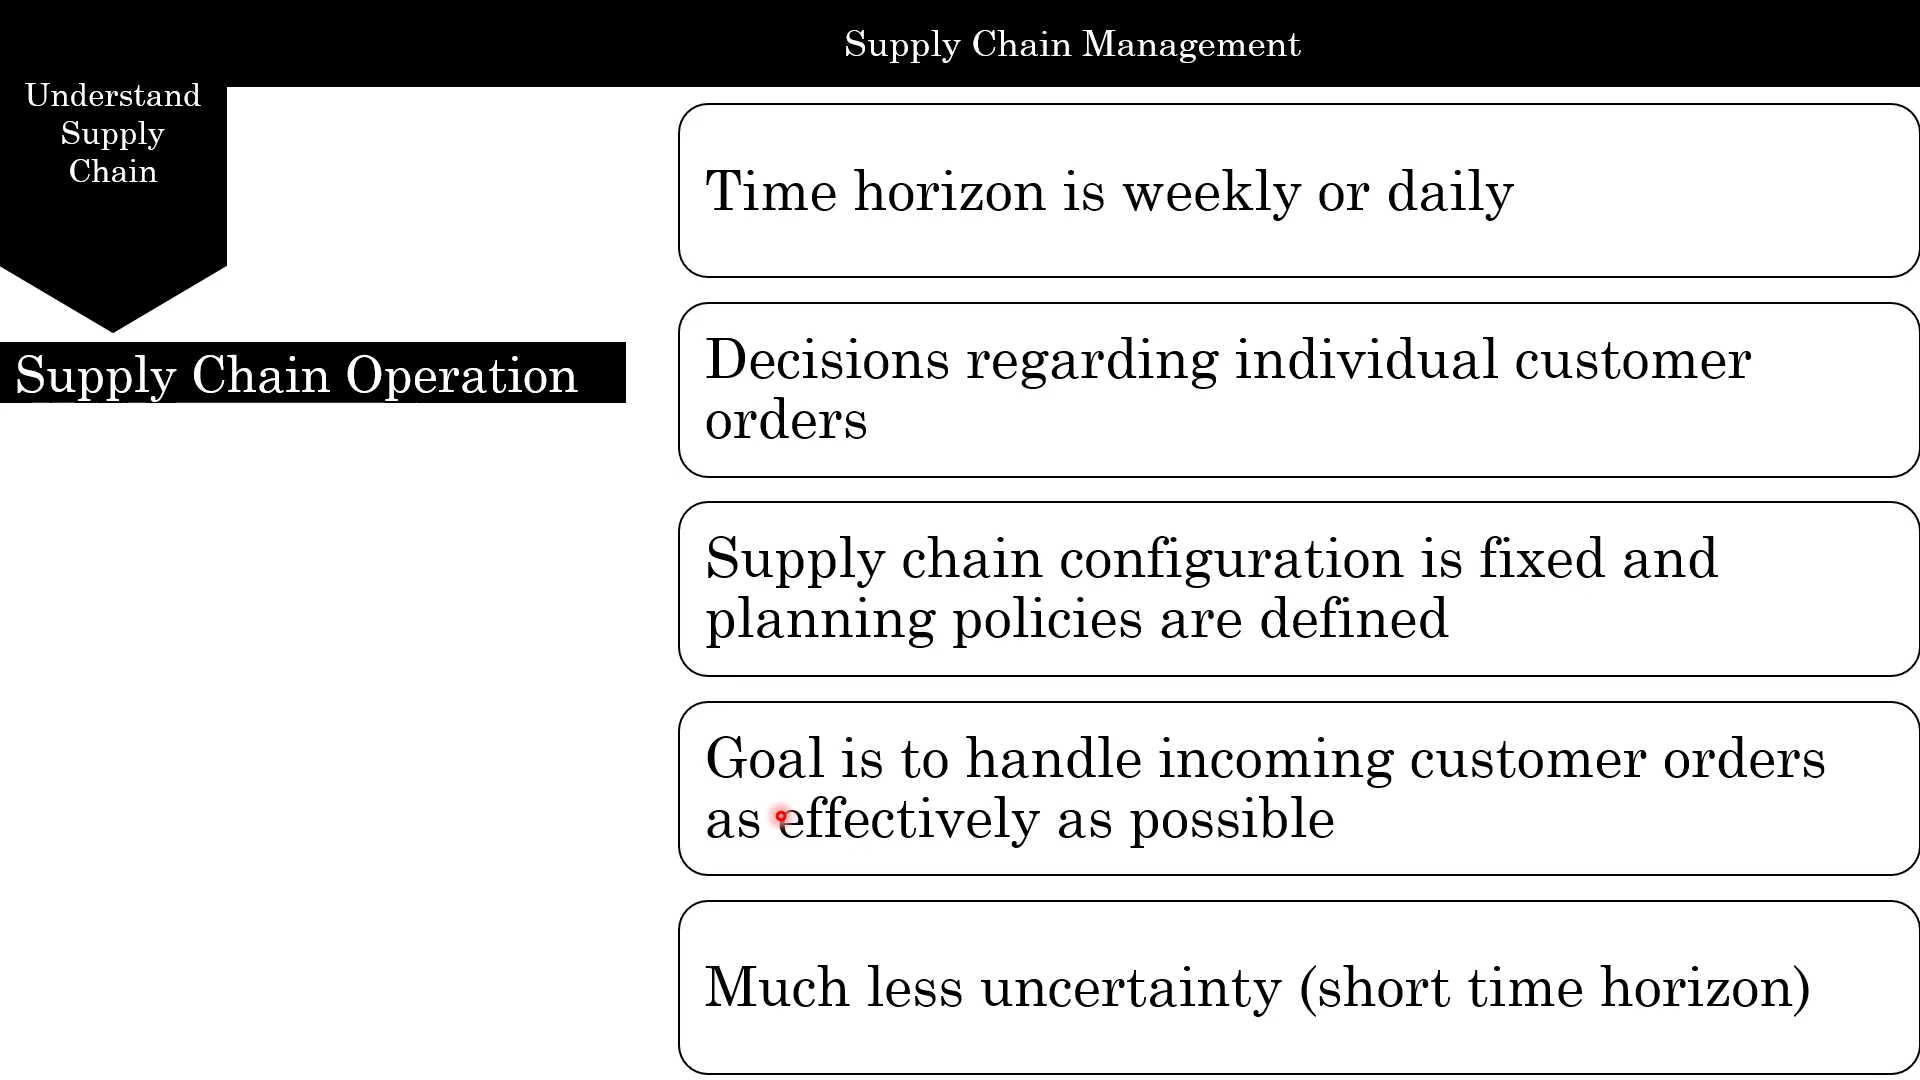 Supply Chain Management
Understand
Supply
Chain
Supply Chain Operation
Time horizon is weekly or daily
Decisions regarding individual customer
orders
Supply chain configuration is fixed and
planning policies are defined
Goal is to handle incoming customer orders
as effectively as possible
Much less uncertainty (short time horizon)